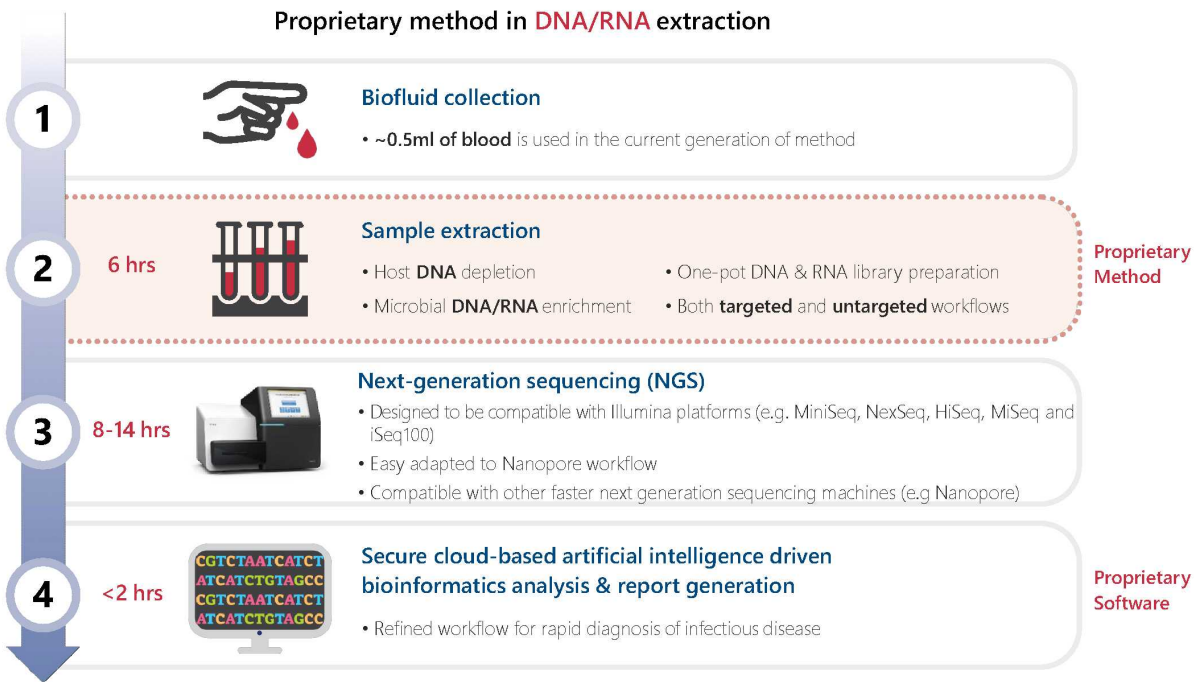 Proprietary method in DNA/RNA extraction
1
Biofluid collection
• ~0.5ml of blood is used in the current generation of method
2
6 hrs
Sample extraction
• Host DNA depletion
• One-pot DNA & RNA library preparation
• Microbial DNA/RNA enrichment
• Both targeted and untargeted workflows
Proprietary
Method
3
8-14 hrs
Next-generation sequencing (NGS)
• Designed to be compatible with Illumina platforms (e.g. MiniSeq, NexSeq, HiSeq, MiSeq and
iSeq100)
• Easy adapted to Nanopore workflow
• Compatible with other faster next generation sequencing machines (e.g Nanopore)
4
<2 hrs
CGTCTAATCATCT
ATCATCTGTAGCC
CGTCTAATCATCT
ATCATCTGTAGCC
Secure cloud-based artificial intelligence driven
bioinformatics analysis & report generation
• Refined workflow for rapid diagnosis of infectious disease
Proprietary
Software